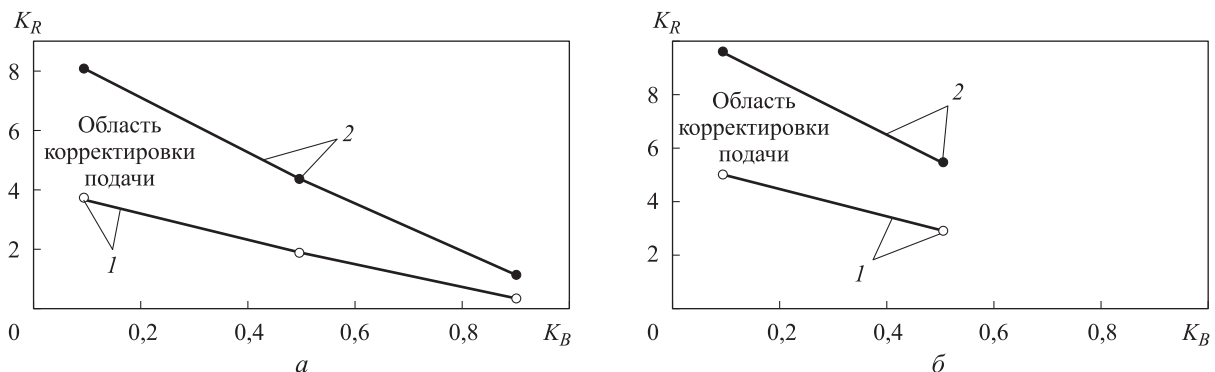 K_R
8
6
4
2
0
0,2
0,4
0,6
0,8
K_B
Область
корректировки
подачи
1
2
а
K_R
8
6
4
2
0
0,2
0,4
0,6
0,8
K_B
Область
корректировки
подачи
1
2
б